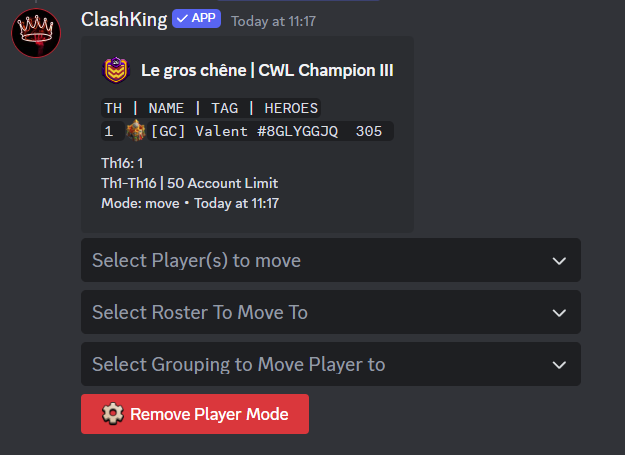 ClashKing ✓ APP Today at 11:17
Le gros chêne | CWL Champion III
TH | NAME | TAG | HEROES
1 [GC] Valent #8GLYGGJQ 305
Th16: 1
Th1-Th16 | 50 Account Limit
Mode: move • Today at 11:17
Select Player(s) to move
Select Roster To Move To
Select Grouping to Move Player to
Remove Player Mode